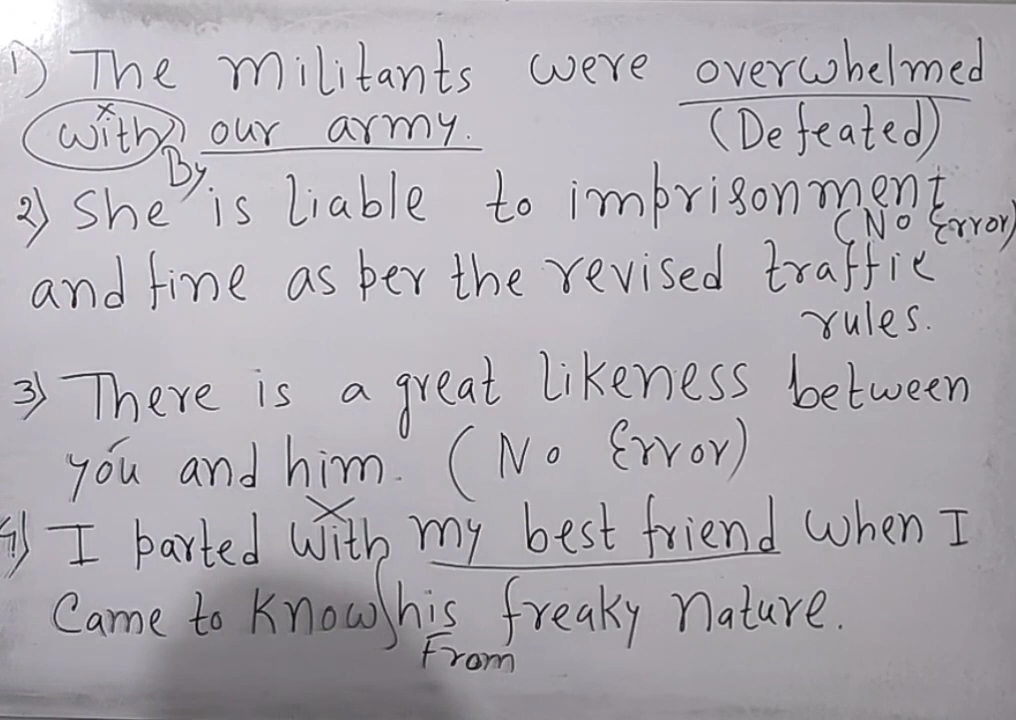 1) The militants were overwhelmed
with our army. (Defeated)
By
2) She is liable to imprisonment
(No Error)
and fine as per the revised traffic
rules.
3) There is a great likeness between
you and him. (No Error)
4) I parted with my best friend when I
Came to know his freaky nature.
From